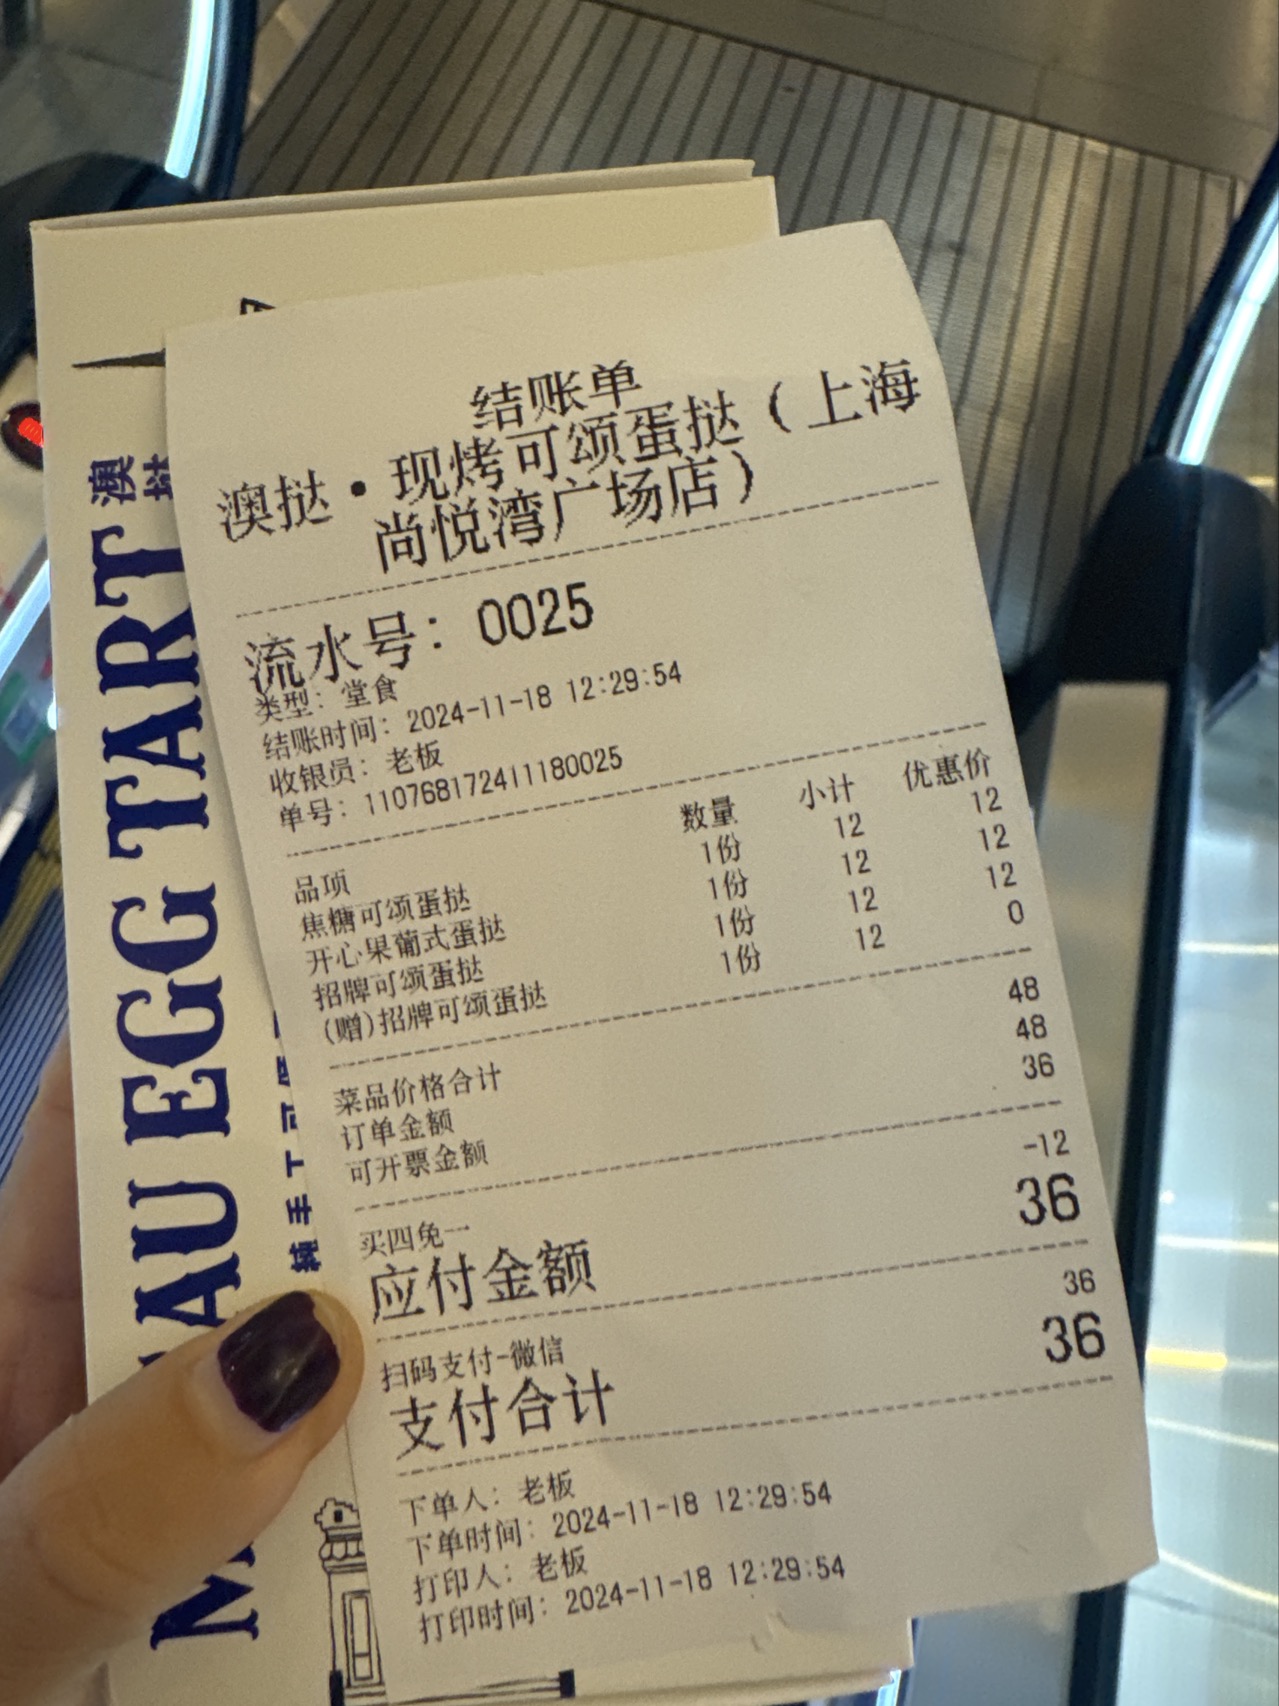 结账单
澳挞·现烤可颂蛋挞（上海
尚悦湾广场店）
流水号：0025
类型：堂食
结账时间：2024-11-18 12:29:54
收银员：老板
单号：110768172411180025
品项 数量 小计 优惠价
焦糖可颂蛋挞 1份 12 12
开心果葡式蛋挞 1份 12 12
招牌可颂蛋挞 1份 12 12
(赠)招牌可颂蛋挞 1份 12 0
菜品价格合计 48
订单金额 48
可开票金额 36
买四免一 -12
应付金额 36
扫码支付-微信 36
支付合计 36
下单人：老板
下单时间：2024-11-18 12:29:54
打印人：老板
打印时间：2024-11-18 12:29:54
澳
挞
AU EGG TART
純手工可